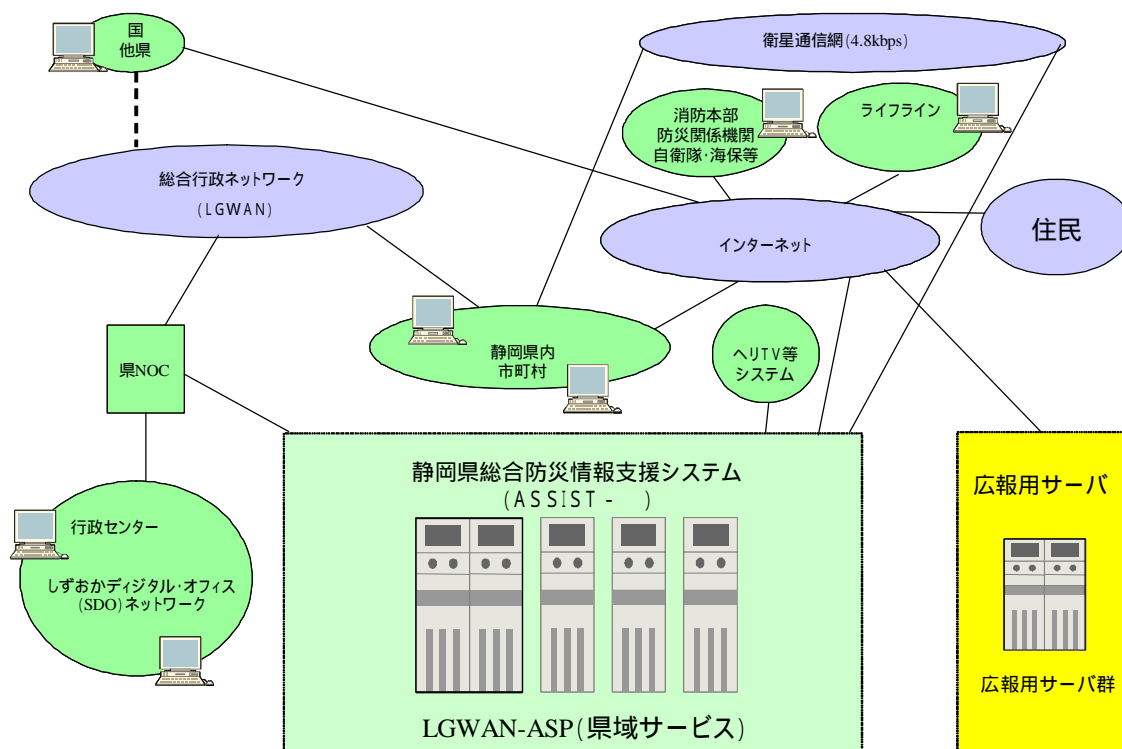 国
他県
衛星通信網(4.8kbps)
消防本部
防災関係機関
自衛隊・海保等
ライフライン
総合行政ネットワーク
(LGWAN)
インターネット
住民
静岡県内
市町村
ヘリTV等
システム
県NOC
静岡県総合防災情報支援システム
(ASSIST - )
行政センター
しずおかディジタル・オフィス
(SDO)ネットワーク
LGWAN-ASP(県域サービス)
広報用サーバ
広報用サーバ群